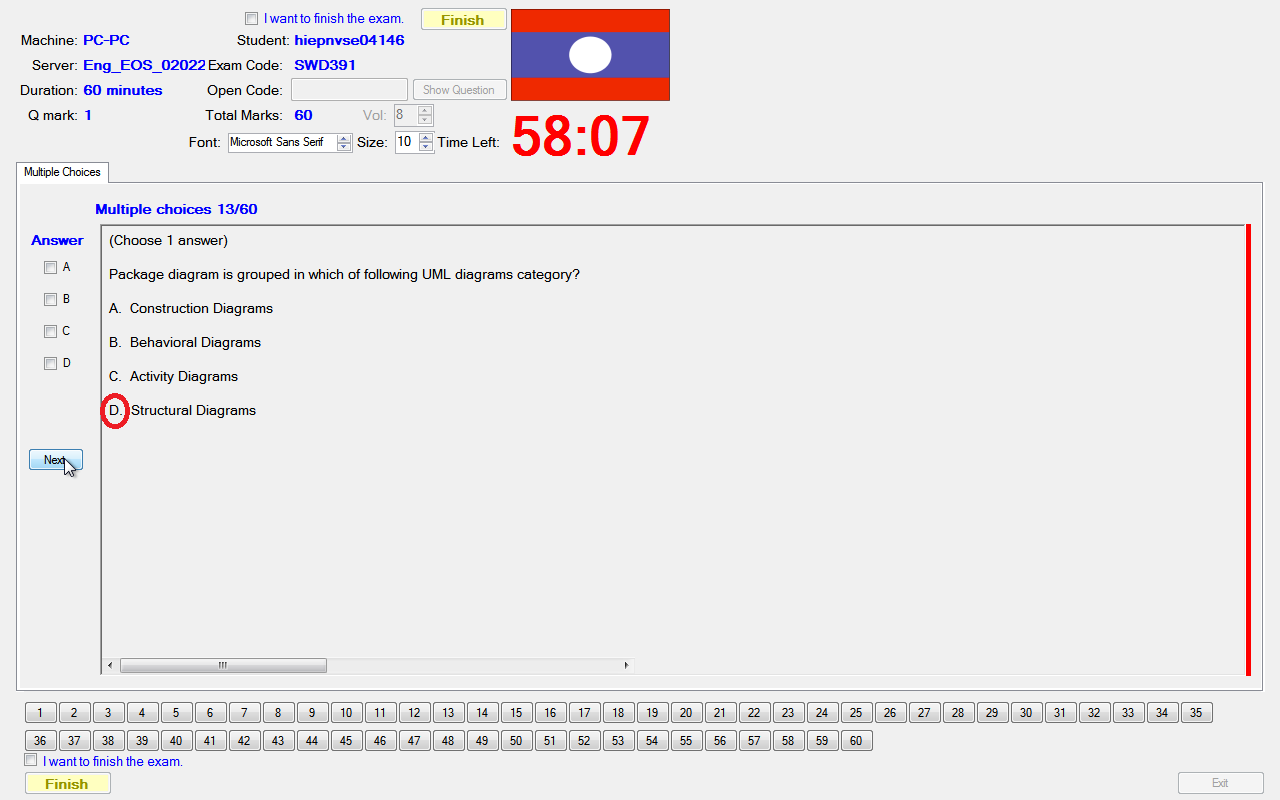 I want to finish the exam. Finish
Machine: PC-PC Student: hiepnvse04146
Server: Eng_EOS_02022 Exam Code: SWD391
Duration: 60 minutes Open Code: Show Question
Q mark: 1 Total Marks: 60 Vol: 8
Font: Microsoft Sans Serif Size: 10 Time Left: 58:07
Multiple Choices
Multiple choices 13/60
Answer
A
B
C
D
Next
(Choose 1 answer)
Package diagram is grouped in which of following UML diagrams category?
A. Construction Diagrams
B. Behavioral Diagrams
C. Activity Diagrams
D. Structural Diagrams
1 2 3 4 5 6 7 8 9 10 11 12 13 14 15 16 17 18 19 20 21 22 23 24 25 26 27 28 29 30 31 32 33 34 35
36 37 38 39 40 41 42 43 44 45 46 47 48 49 50 51 52 53 54 55 56 57 58 59 60
I want to finish the exam.
Finish Exit